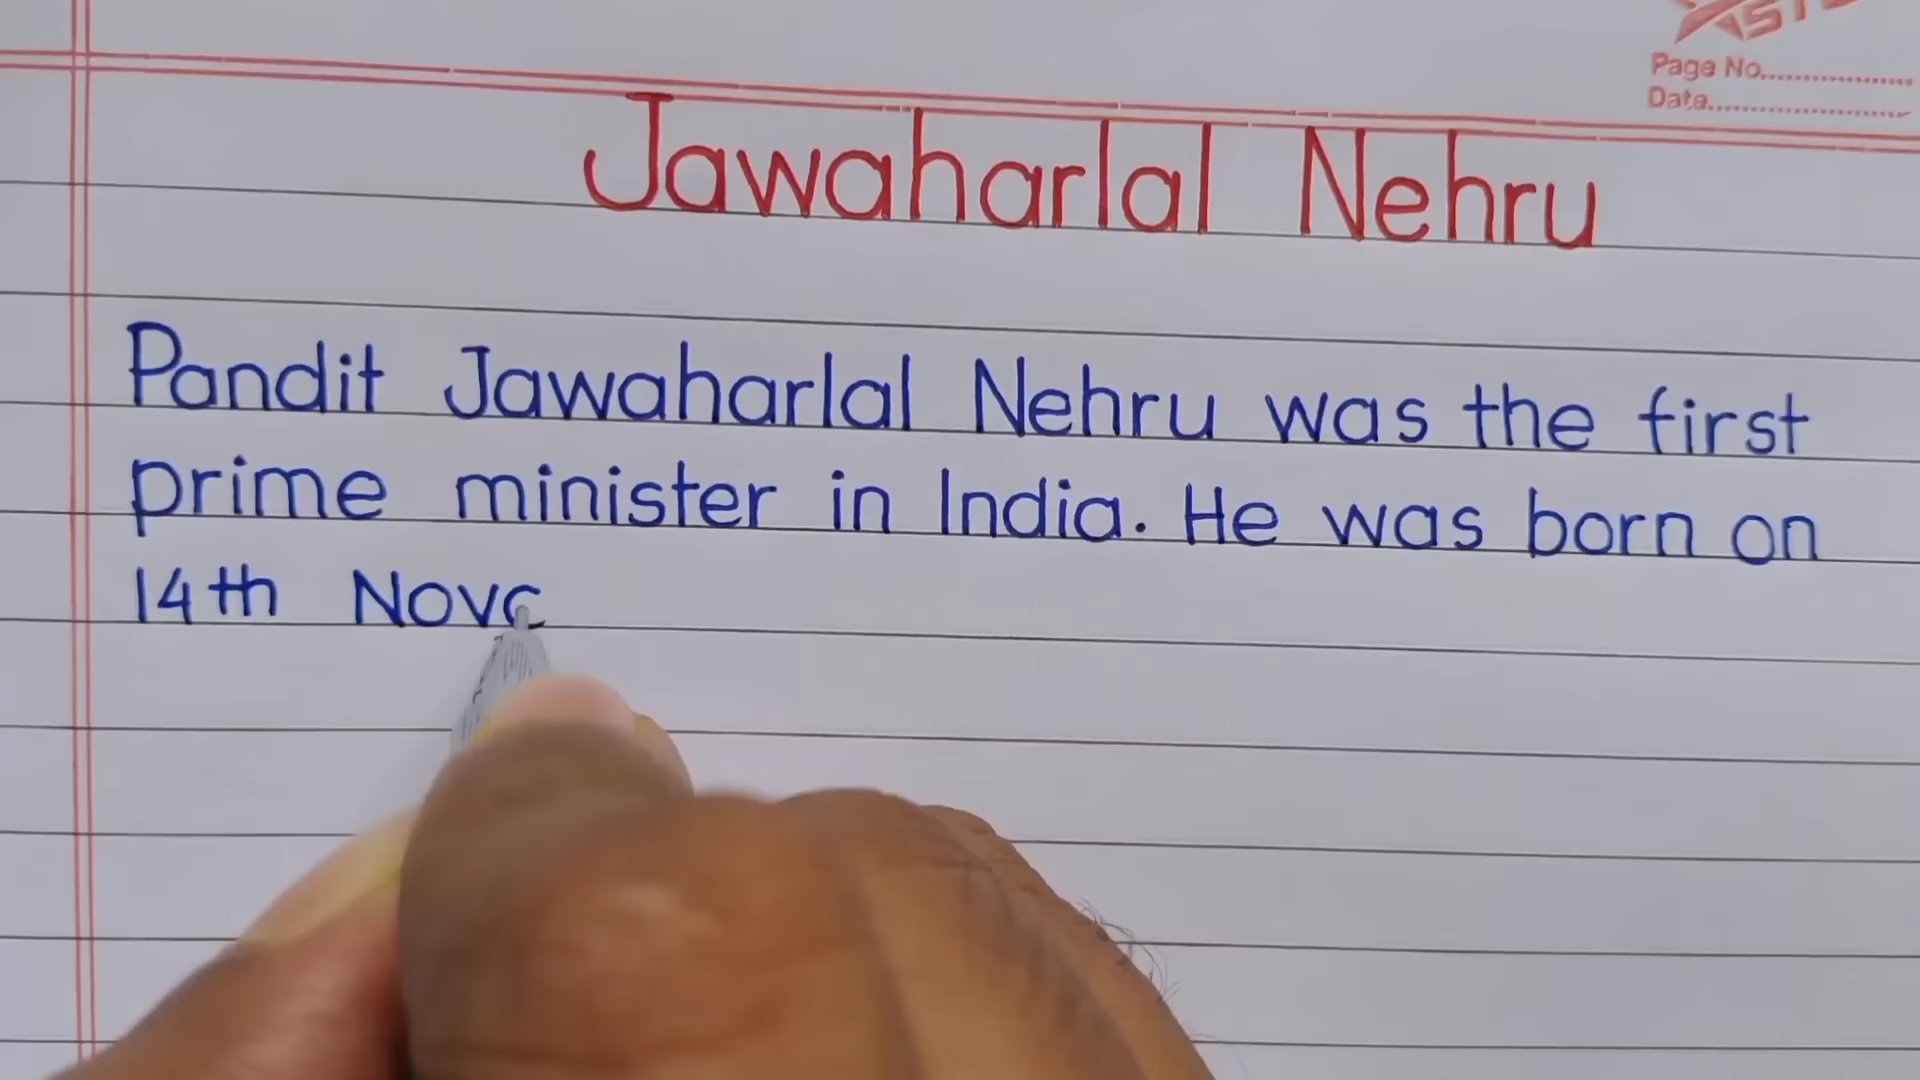 Page No.
Date
Jawaharlal Nehru
Pandit Jawaharlal Nehru was the first
prime minister in India. He was born on
14th Nove